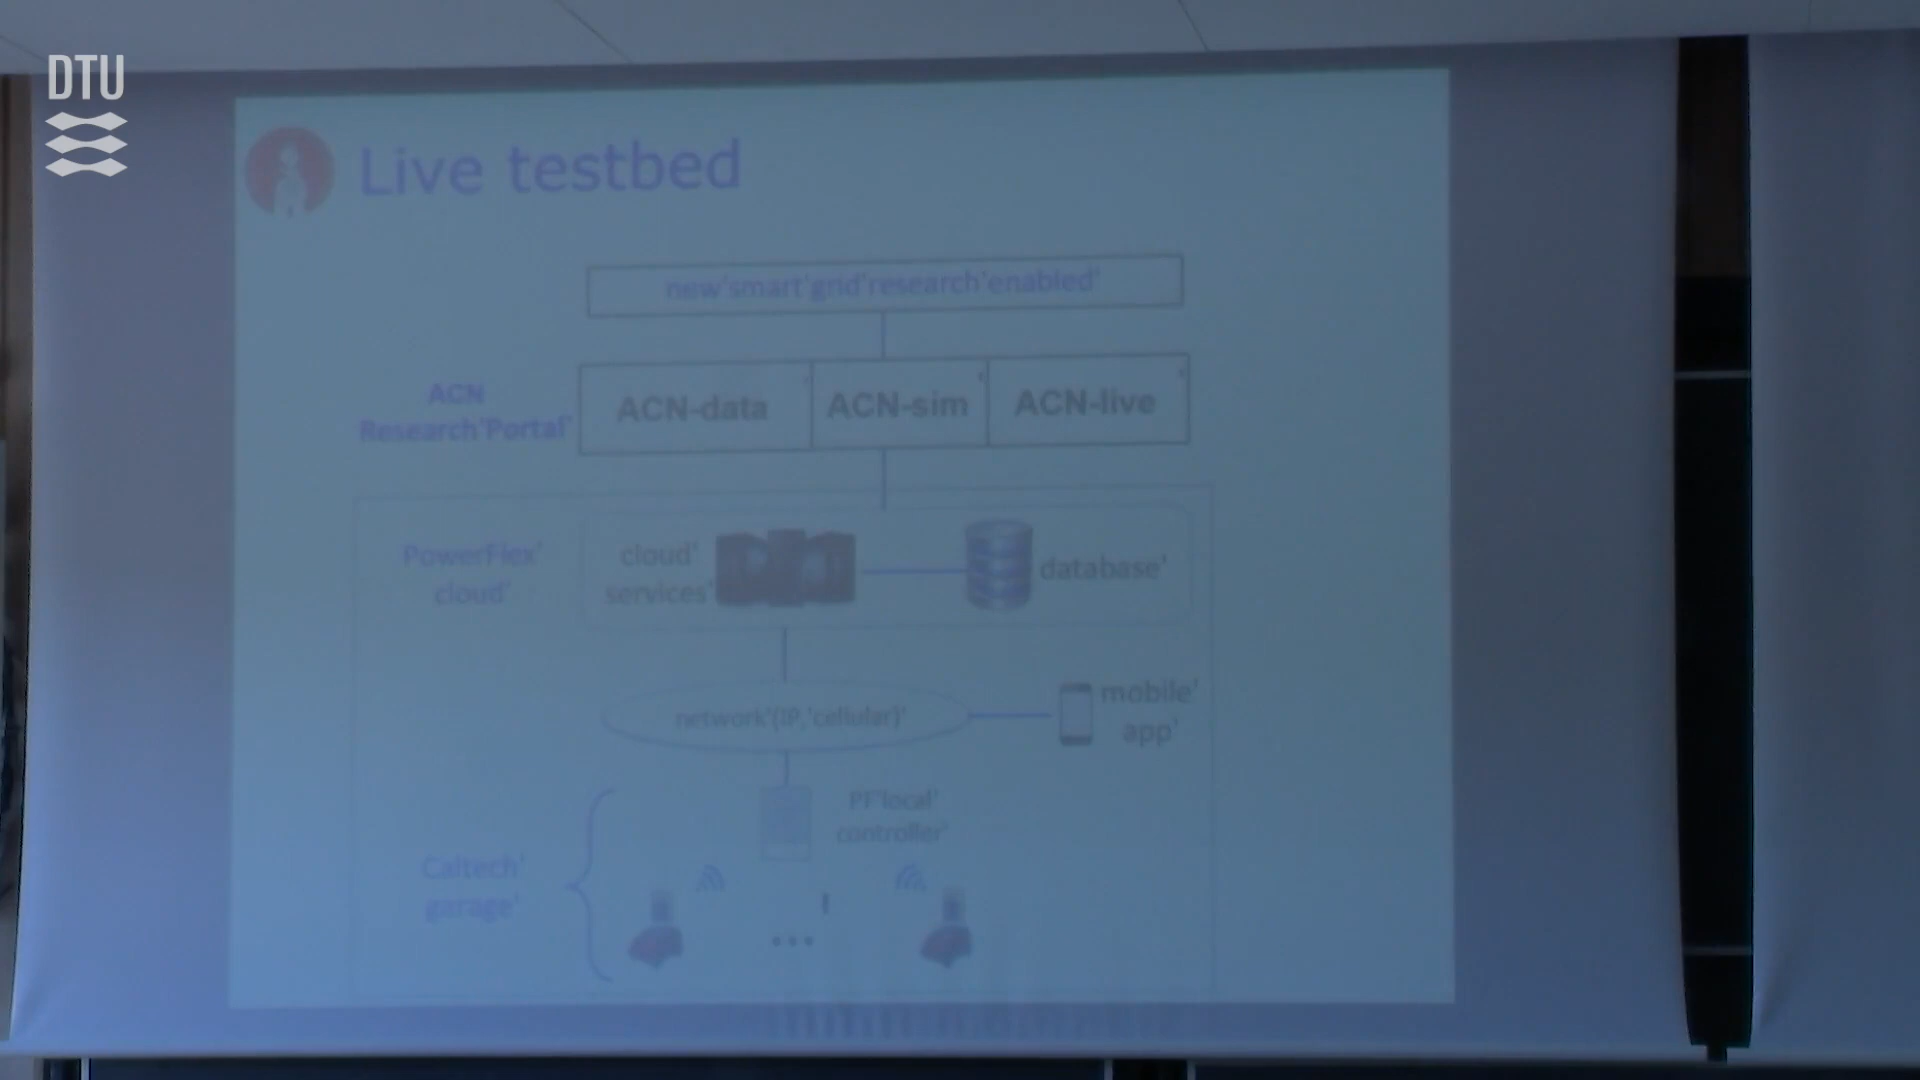 DTU
Live testbed
new'smart'grid'research'enabled'
ACN
Research'Portal'
ACN-data
ACN-sim
ACN-live
PowerFlex'
cloud'
cloud'
services'
database'
network'(IP,'cellular)'
mobile'
app'
PF'local'
controller'
Caltech'
garage'
...